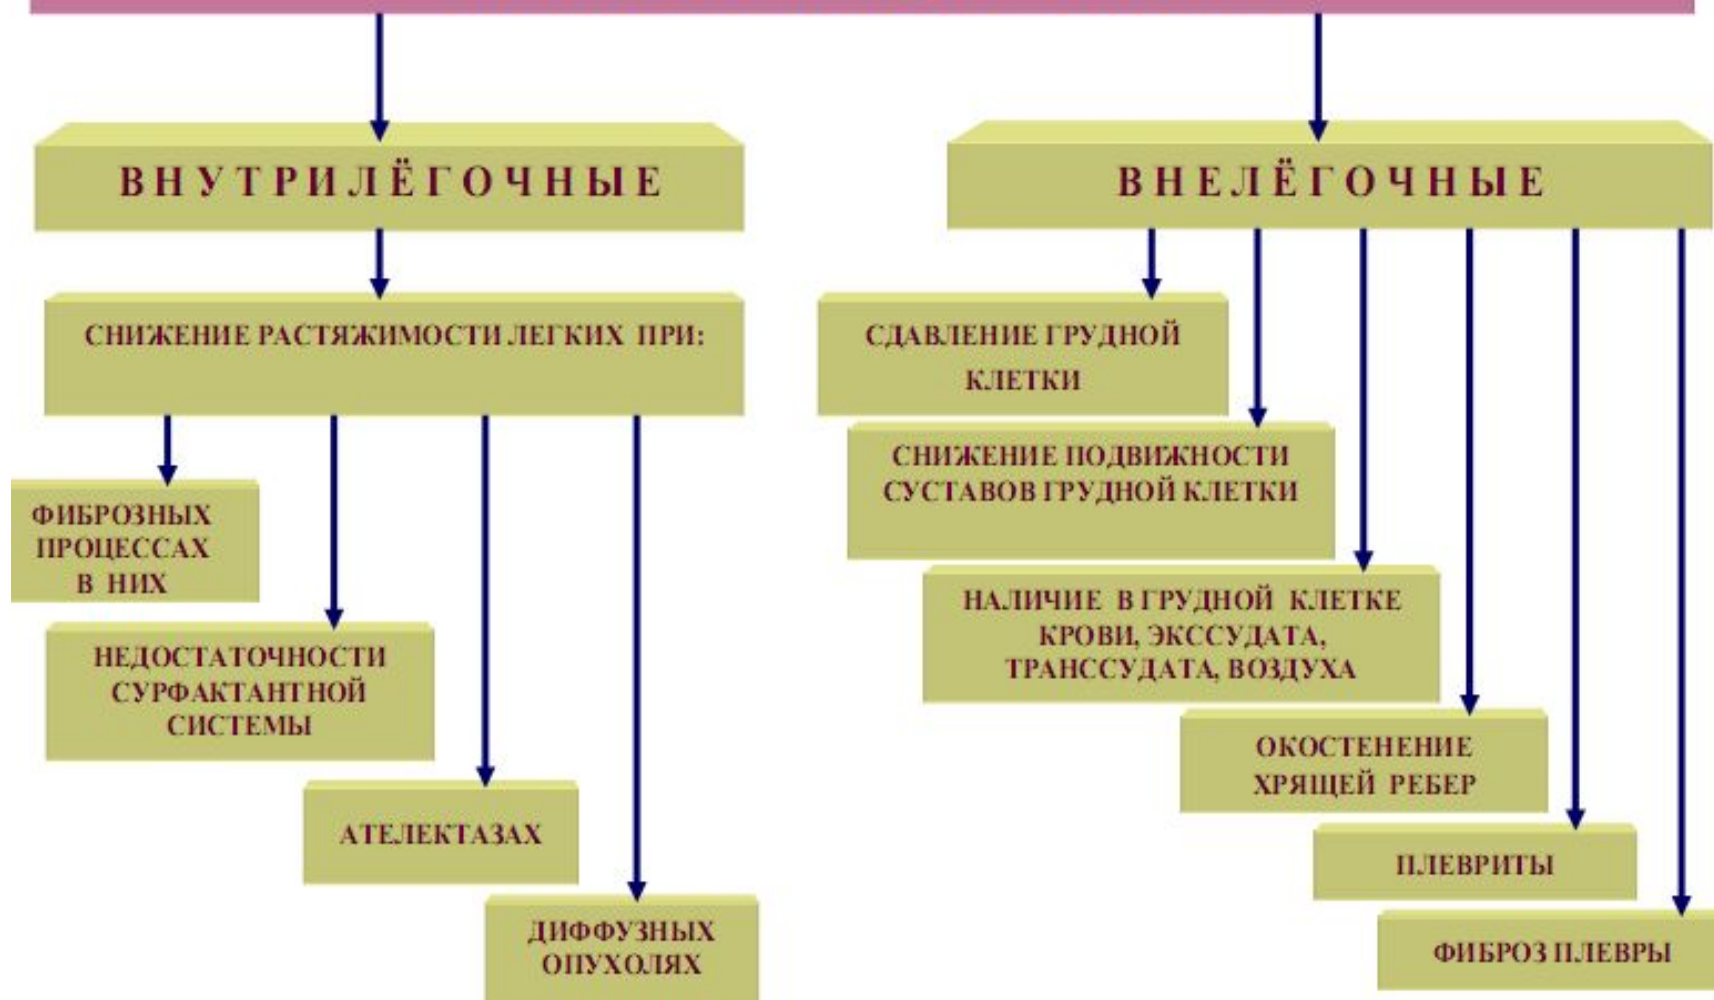 ВНУТРИЛЁГОЧНЫЕ
СНИЖЕНИЕ РАСТЯЖИМОСТИ ЛЕГКИХ ПРИ:
ФИБРОЗНЫХ
ПРОЦЕССАХ
В НИХ
НЕДОСТАТОЧНОСТИ
СУРФАКТАНТНОЙ
СИСТЕМЫ
АТЕЛЕКТАЗАХ
ДИФФУЗНЫХ
ОПУХОЛЯХ
ВНЕЛЁГОЧНЫЕ
СДАВЛЕНИЕ ГРУДНОЙ
КЛЕТКИ
СНИЖЕНИЕ ПОДВИЖНОСТИ
СУСТАВОВ ГРУДНОЙ КЛЕТКИ
НАЛИЧИЕ В ГРУДНОЙ КЛЕТКЕ
КРОВИ, ЭКССУДАТА,
ТРАНССУДАТА, ВОЗДУХА
ОКОСТЕНЕНИЕ
ХРЯЩЕЙ РЕБЕР
ПЛЕВРИТЫ
ФИБРОЗ ПЛЕВРЫ